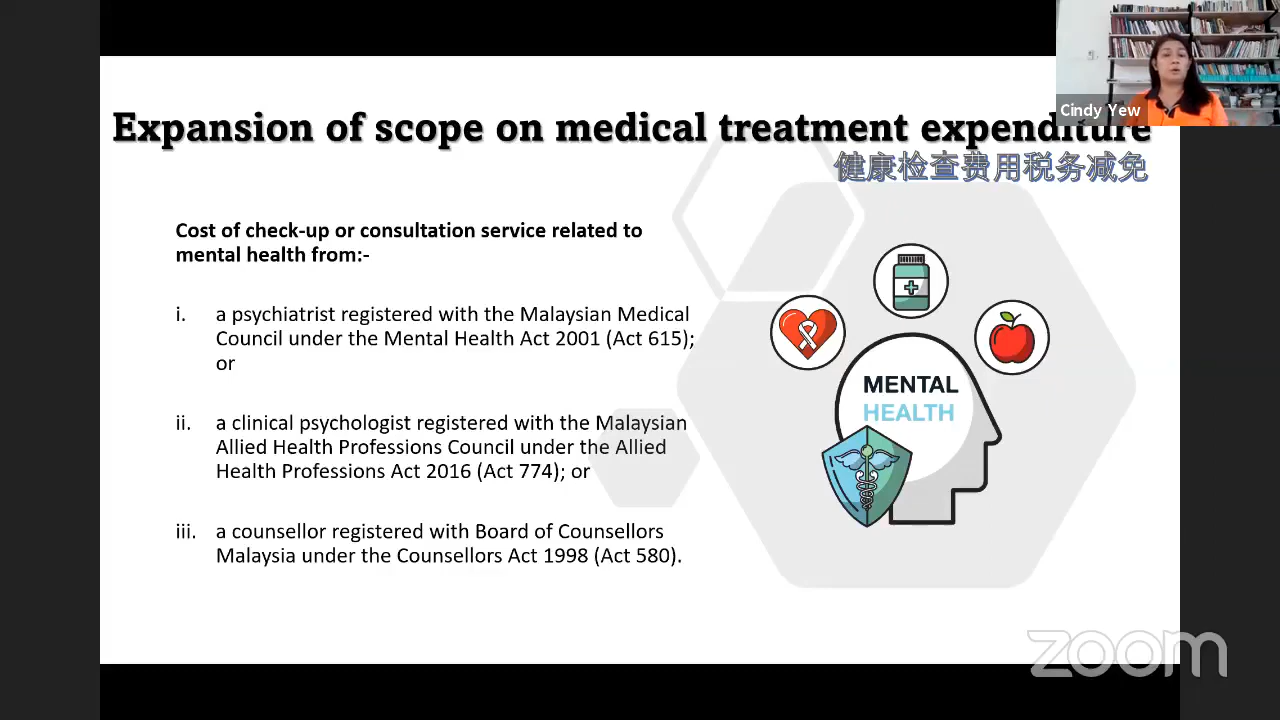 Cindy Yew
Expansion of scope on medical treatment expenditure
健康检查费用税务减免
Cost of check-up or consultation service related to
mental health from:-
i. a psychiatrist registered with the Malaysian Medical
Council under the Mental Health Act 2001 (Act 615);
or
ii. a clinical psychologist registered with the Malaysian
Allied Health Professions Council under the Allied
Health Professions Act 2016 (Act 774); or
iii. a counsellor registered with Board of Counsellors
Malaysia under the Counsellors Act 1998 (Act 580).
MENTAL
HEALTH
zoom